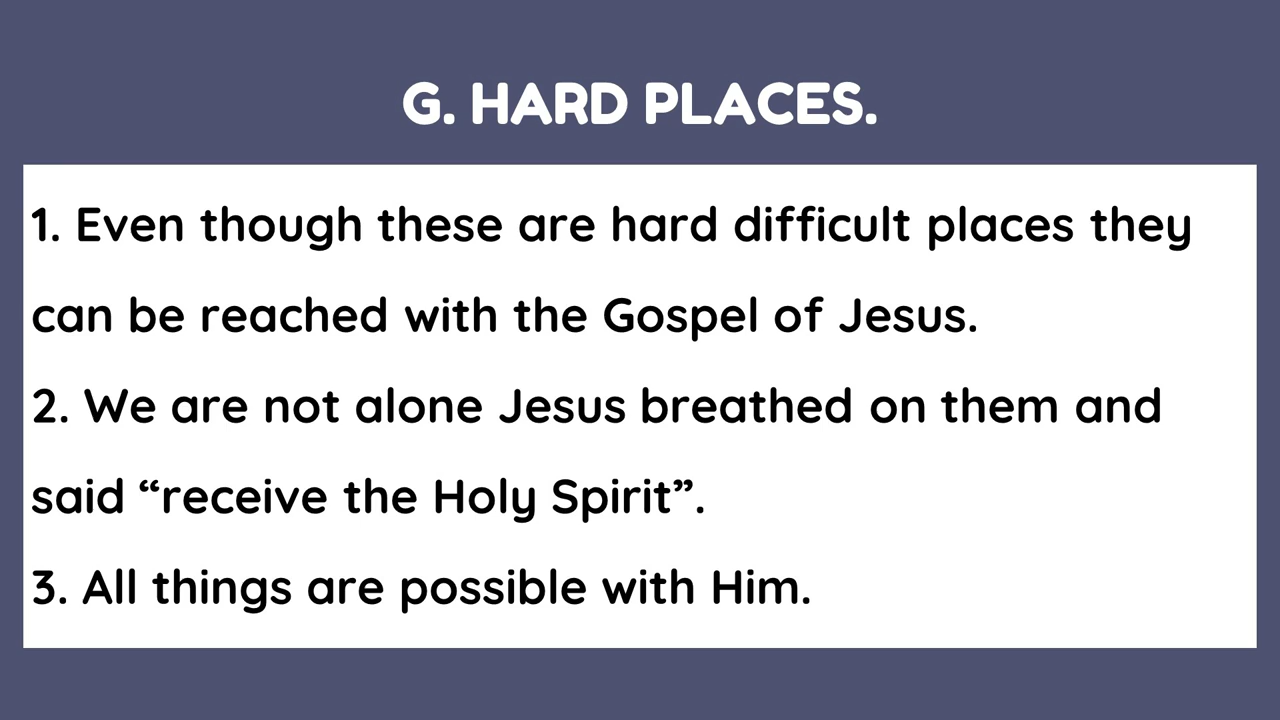 G. HARD PLACES.
1. Even though these are hard difficult places they
can be reached with the Gospel of Jesus.
2. We are not alone Jesus breathed on them and
said “receive the Holy Spirit”.
3. All things are possible with Him.